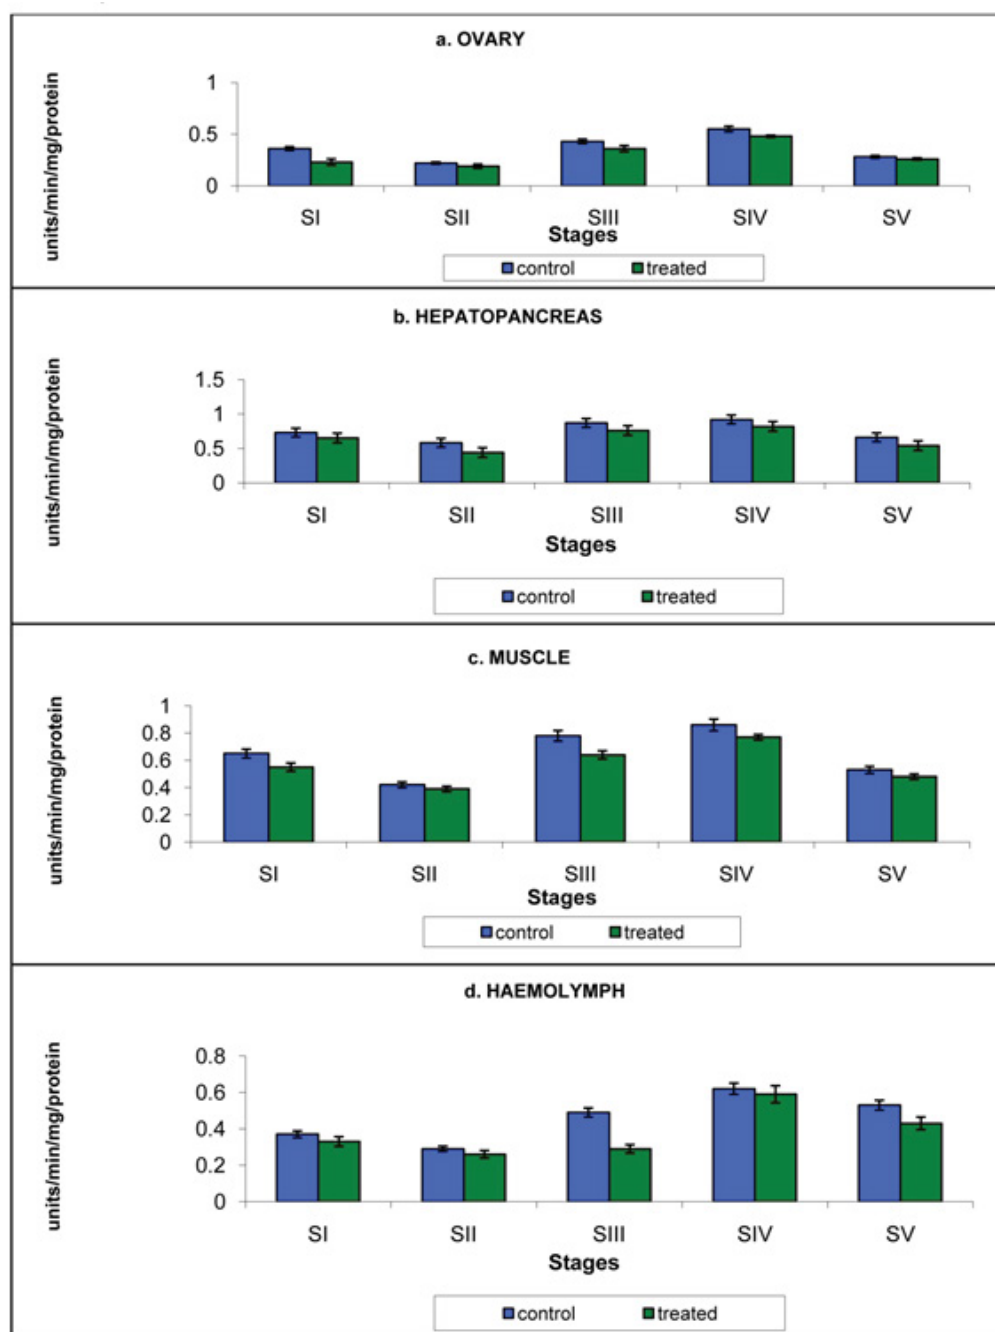 a. OVARY
units/min/mg/protein
1
0.5
0
SI SII SIII SIV SV
Stages
control treated
b. HEPATOPANCREAS
units/min/mg/protein
1.5
1
0.5
0
SI SII SIII SIV SV
Stages
control treated
c. MUSCLE
units/min/mg/protein
1
0.8
0.6
0.4
0.2
0
SI SII SIII SIV SV
Stages
control treated
d. HAEMOLYMPH
units/min/mg/protein
0.8
0.6
0.4
0.2
0
SI SII SIII SIV SV
Stages
control treated